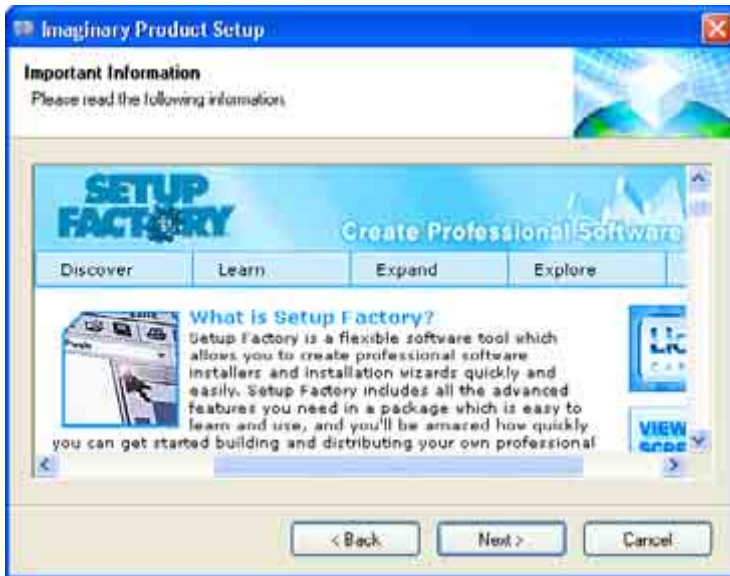 Imaginary Product Setup
Important Information
Please read the following information.
SETUP
FACTORY
Create Professional Software
Discover Learn Expand Explore
What is Setup Factory?
Setup Factory is a flexible software tool which
allows you to create professional software
installers and installation wizards quickly and
easily. Setup Factory includes all the advanced
features you need in a package which is easy to
learn and use, and you'll be amazed how quickly
you can get started building and distributing your own professional
VIEW
< Back Next > Cancel